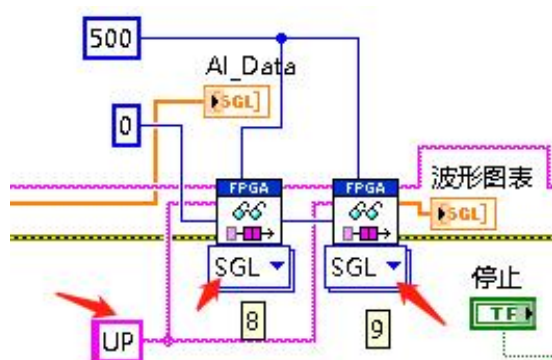 500
AI_Data
SGL
0
FPGA
FPGA
波形图表
SGL
SGL
SGL
停止
TF
8
9
UP